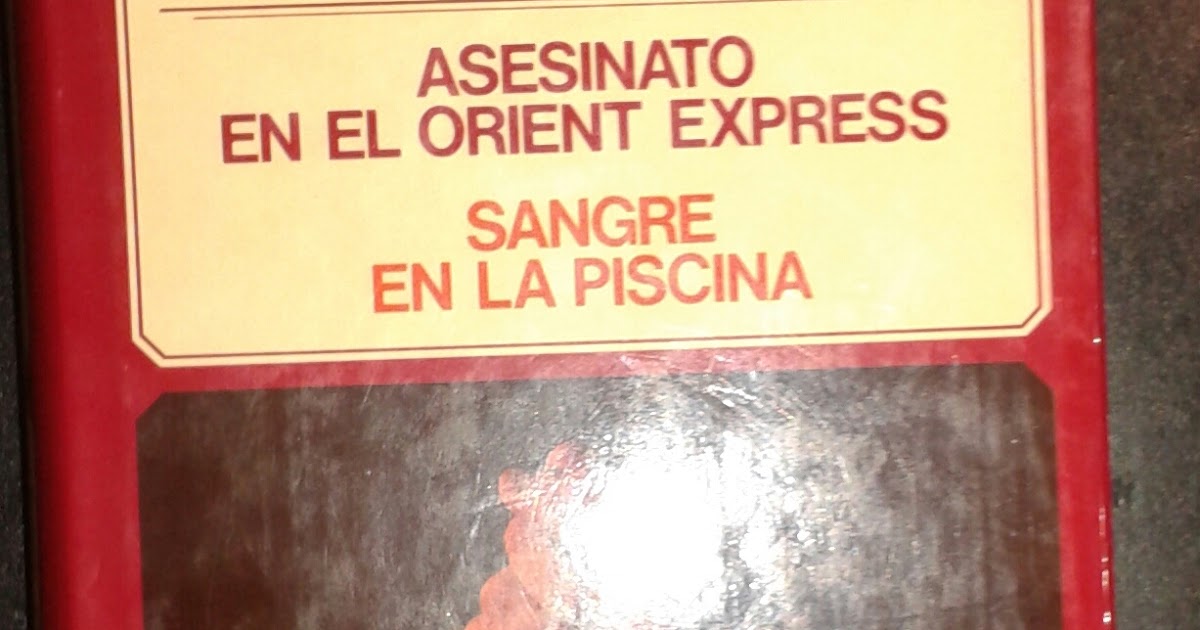 ASESINATO
EN EL ORIENT EXPRESS
SANGRE
EN LA PISCINA